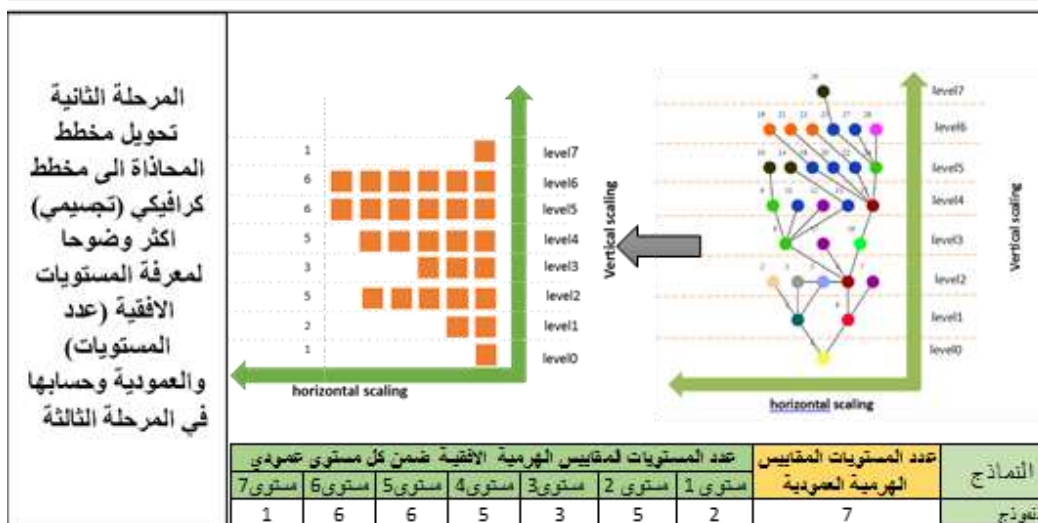 المرحلة الثانية
تحويل مخطط
المحاذاة الى مخطط
كرافيكي (تجسيمي)
اكثر وضوحا
لمعرفة المستويات
الافقية (عدد
المستويات)
والعمودية وحسابها
في المرحلة الثالثة
1 level7
6 level6
6 level5
5 level4
3 level3
5 level2
2 level1
1 level0
Vertical scaling
horizontal scaling
level7
level6
level5
level4
level3
level2
level1
level0
Vertical scaling
horizontal scaling
النماذج
عدد المستويات المقاييس الهرمية العمودية
عدد المستويات لمقاييس الهرمية الافقية ضمن كل مستوى عمودي
مستوى 1 مستوى 2 مستوى3 مستوى4 مستوى5 مستوى6 مستوى7
7 2 5 3 5 6 6 1